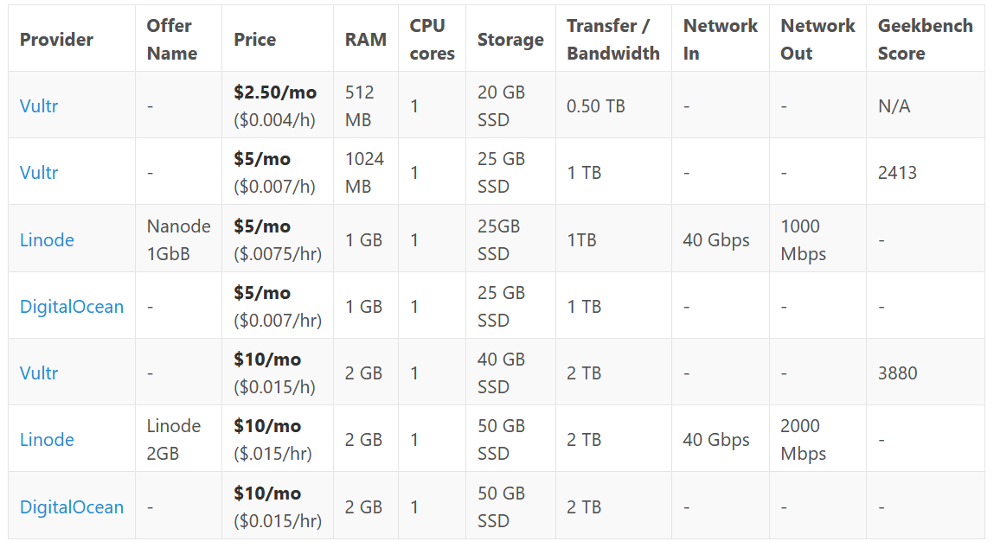 Provider Offer Name Price RAM CPU cores Storage Transfer / Bandwidth Network In Network Out Geekbench Score
Vultr - $2.50/mo ($0.004/h) 512 MB 1 20 GB SSD 0.50 TB - - N/A
Vultr - $5/mo ($0.007/h) 1024 MB 1 25 GB SSD 1 TB - - 2413
Linode Nanode 1GbB $5/mo ($.0075/hr) 1 GB 1 25GB SSD 1TB 40 Gbps 1000 Mbps -
DigitalOcean - $5/mo ($0.007/hr) 1 GB 1 25 GB SSD 1 TB - - -
Vultr - $10/mo ($0.015/h) 2 GB 1 40 GB SSD 2 TB - - 3880
Linode Linode 2GB $10/mo ($.015/hr) 2 GB 1 50 GB SSD 2 TB 40 Gbps 2000 Mbps -
DigitalOcean - $10/mo ($0.015/hr) 2 GB 1 50 GB SSD 2 TB - - -